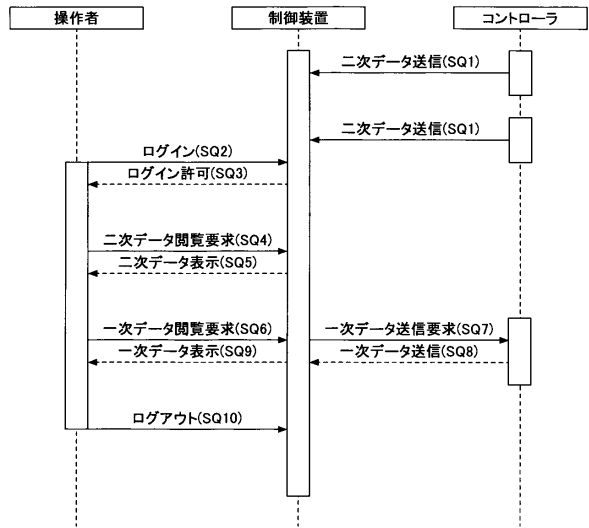 操作者
制御装置
コントローラ
二次データ送信(SQ1)
二次データ送信(SQ1)
ログイン(SQ2)
ログイン許可(SQ3)
二次データ閲覧要求(SQ4)
二次データ表示(SQ5)
一次データ閲覧要求(SQ6)
一次データ送信要求(SQ7)
一次データ表示(SQ9)
一次データ送信(SQ8)
ログアウト(SQ10)